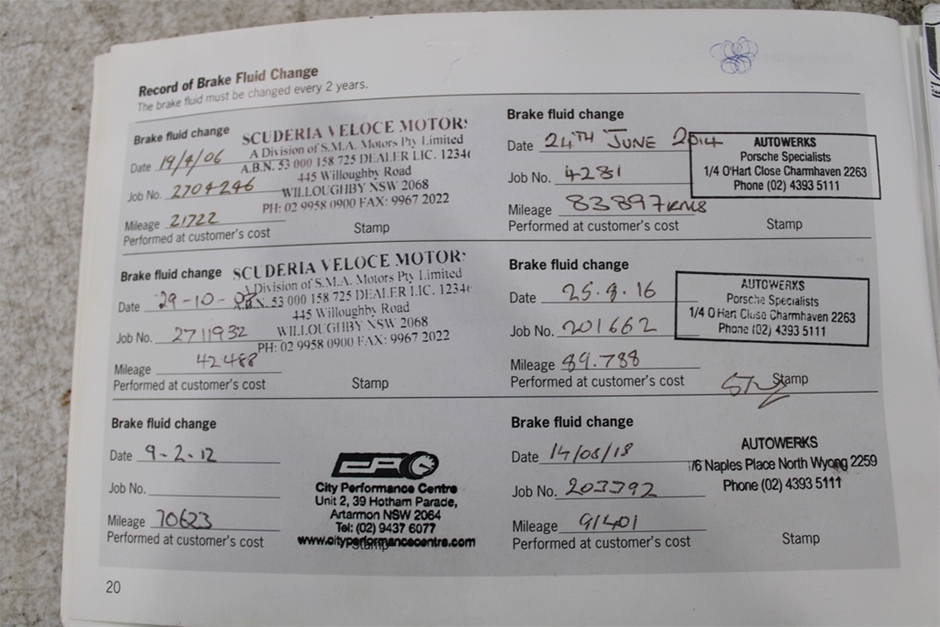 Record of Brake Fluid Change
The brake fluid must be changed every 2 years.
Brake fluid change
Date 19/4/06
Job No. 2704246
Mileage 21722
Performed at customer's cost
Stamp
SCUDERIA VELOCE MOTORS
A Division of S.M.A. Motors Pty Limited
A.B.N. 53 000 158 725 DEALER LIC. 1234
445 Willoughby Road
WILLOUGHBY NSW 2068
PH: 02 9958 0900 FAX: 9967 2022
Brake fluid change
Date 29-10-08
Job No. 2711932
Mileage 42488
Performed at customer's cost
Stamp
SCUDERIA VELOCE MOTORS
A Division of S.M.A. Motors Pty Limited
53 000 158 725 DEALER LIC. 1234
445 Willoughby Road
WILLOUGHBY NSW 2068
PH: 02 9958 0900 FAX: 9967 2022
Brake fluid change
Date 9-2-12
Job No.
Mileage 70623
Performed at customer's cost
Stamp
City Performance Centre
Unit 2, 39 Hotham Parade,
Artarmon NSW 2064
Tel: (02) 9437 6077
www.cityperformancecentre.com
Brake fluid change
Date 24TH JUNE 2014
Job No. 4281
Mileage 83897KMS
Performed at customer's cost
Stamp
AUTOWERKS
Porsche Specialists
1/4 O'Hart Close Charmhaven 2263
Phone (02) 4393 5111
Brake fluid change
Date 25.9.16
Job No. 201662
Mileage 89.788
Performed at customer's cost
Stamp
AUTOWERKS
Porsche Specialists
1/4 O'Hart Close Charmhaven 2263
Phone (02) 4393 5111
Brake fluid change
Date 14/08/18
Job No. 203392
Mileage 91401
Performed at customer's cost
Stamp
AUTOWERKS
1/6 Naples Place North Wyong 2259
Phone (02) 4393 5111
20